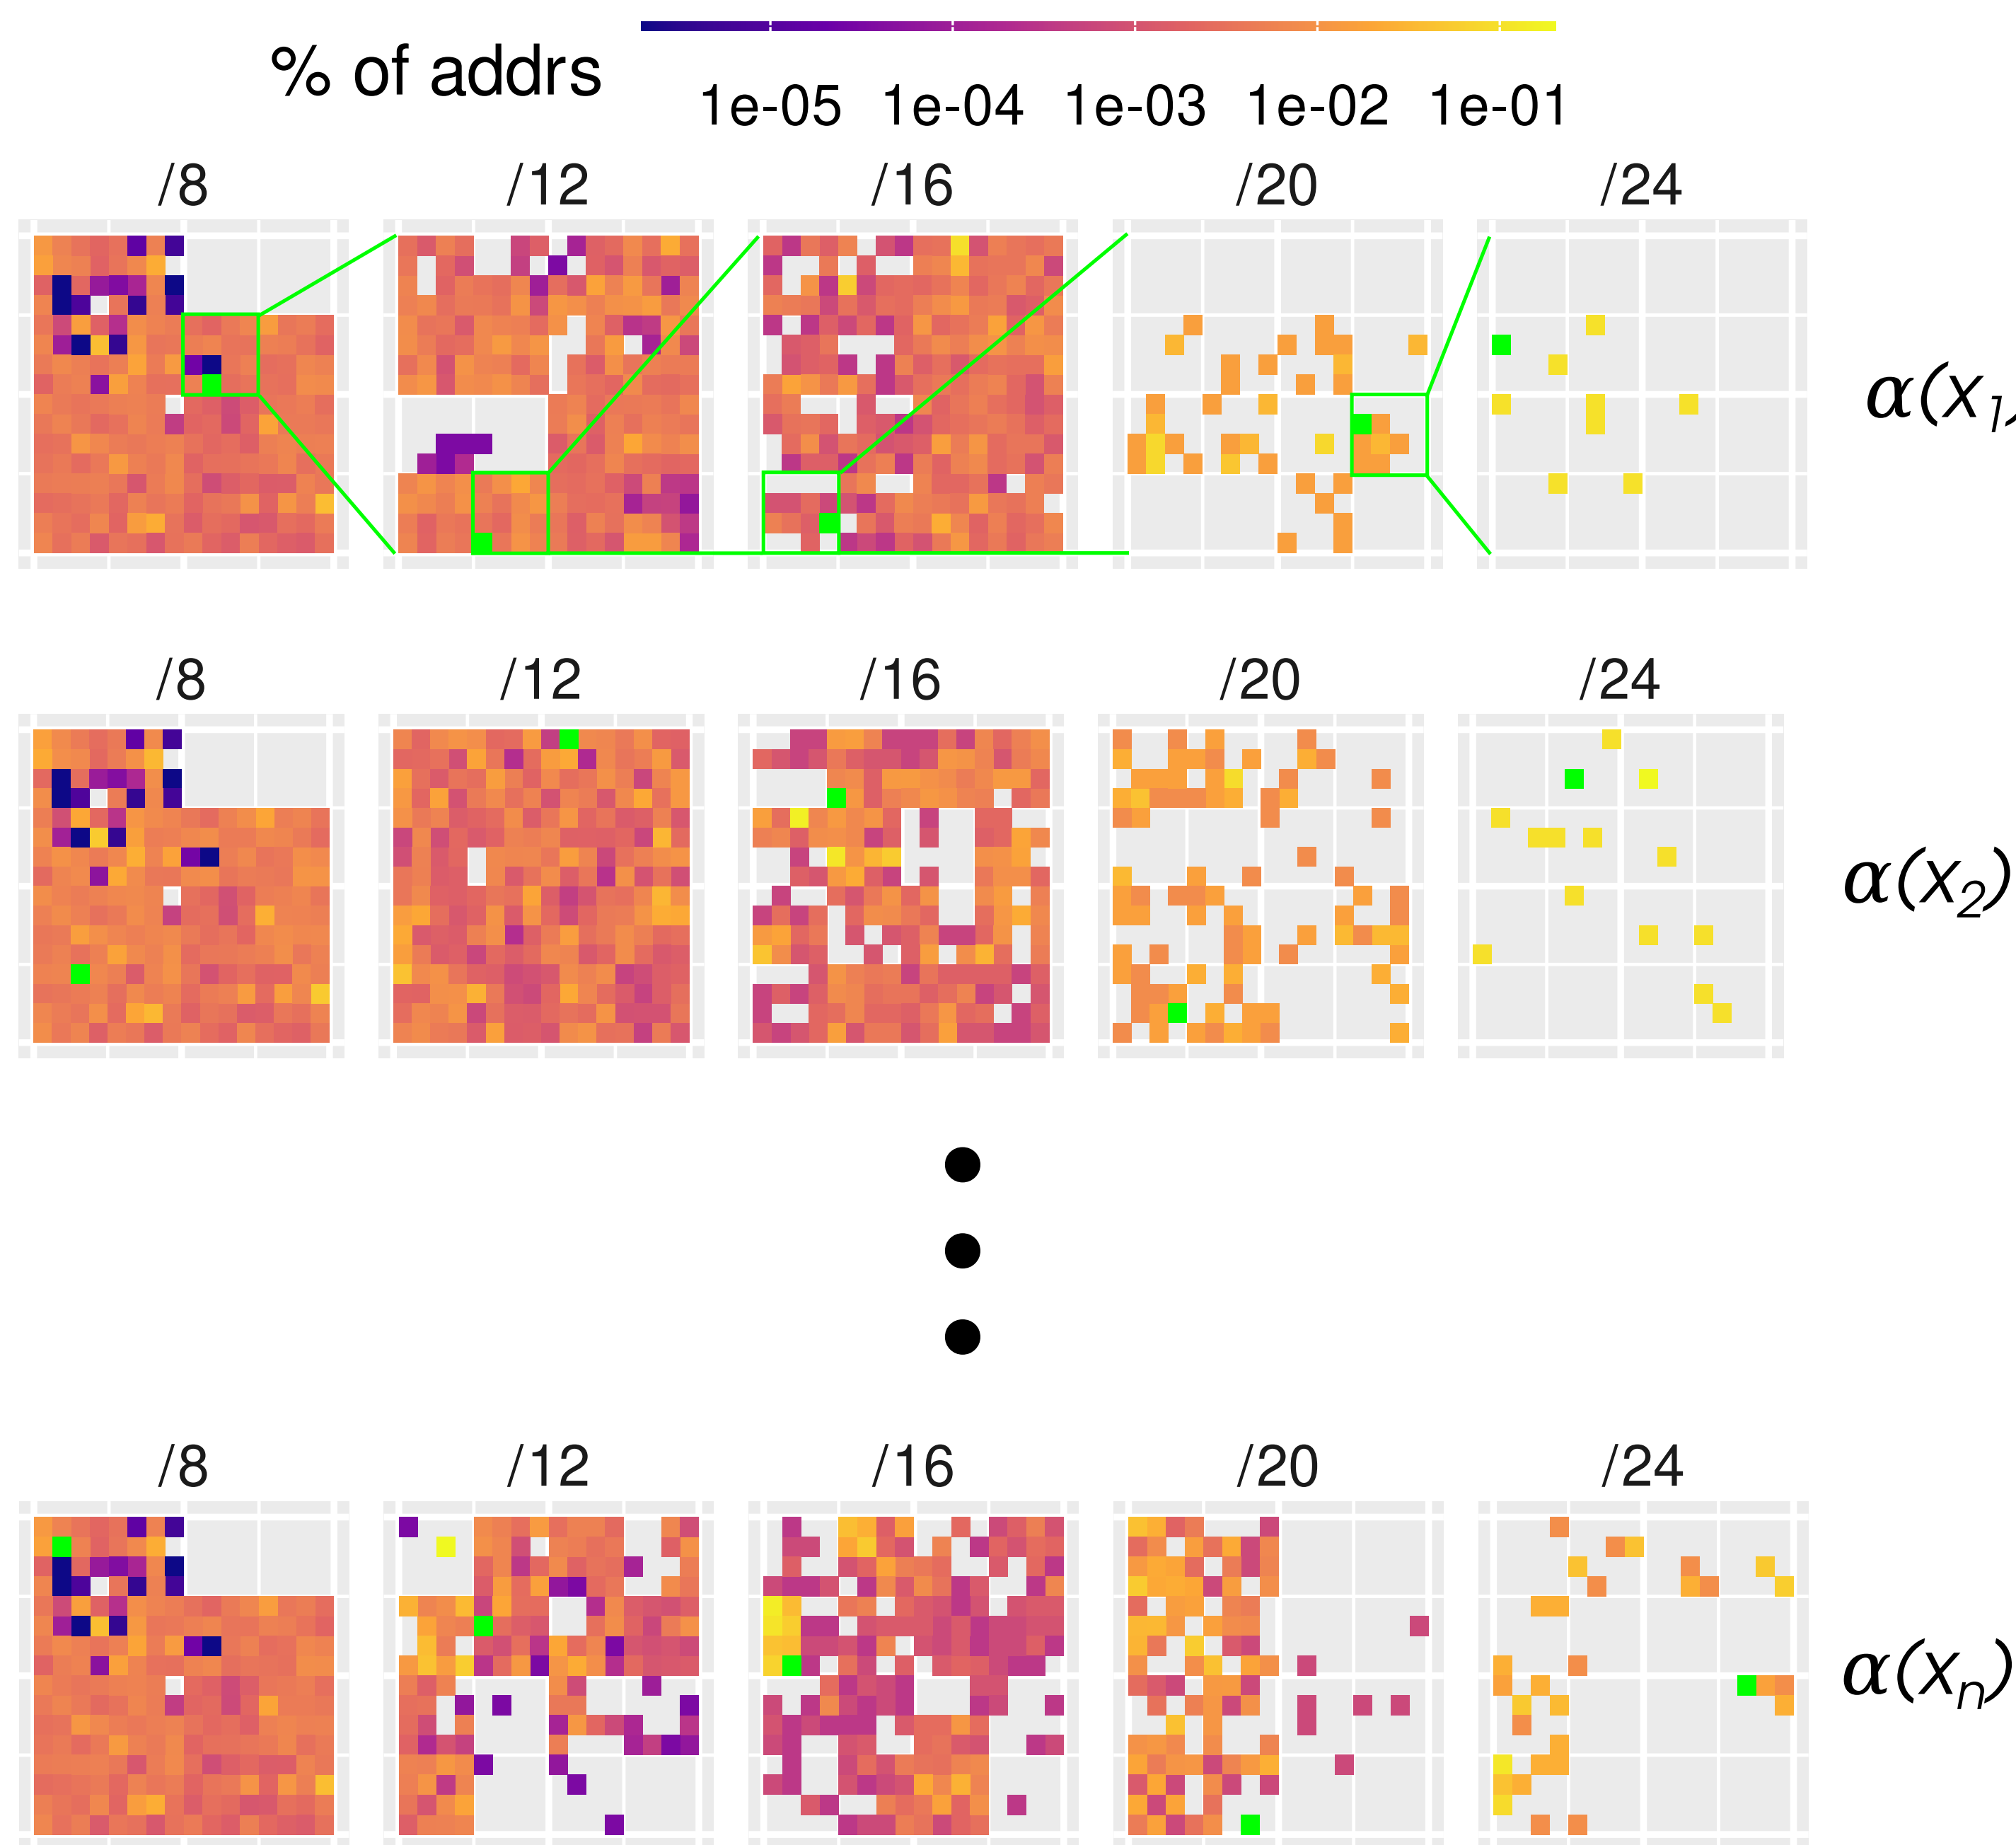 % of addrs
1e-05 1e-04 1e-03 1e-02 1e-01
/8 /12 /16 /20 /24
α(x1,
/8 /12 /16 /20 /24
α(x2)
/8 /12 /16 /20 /24
α(xn)